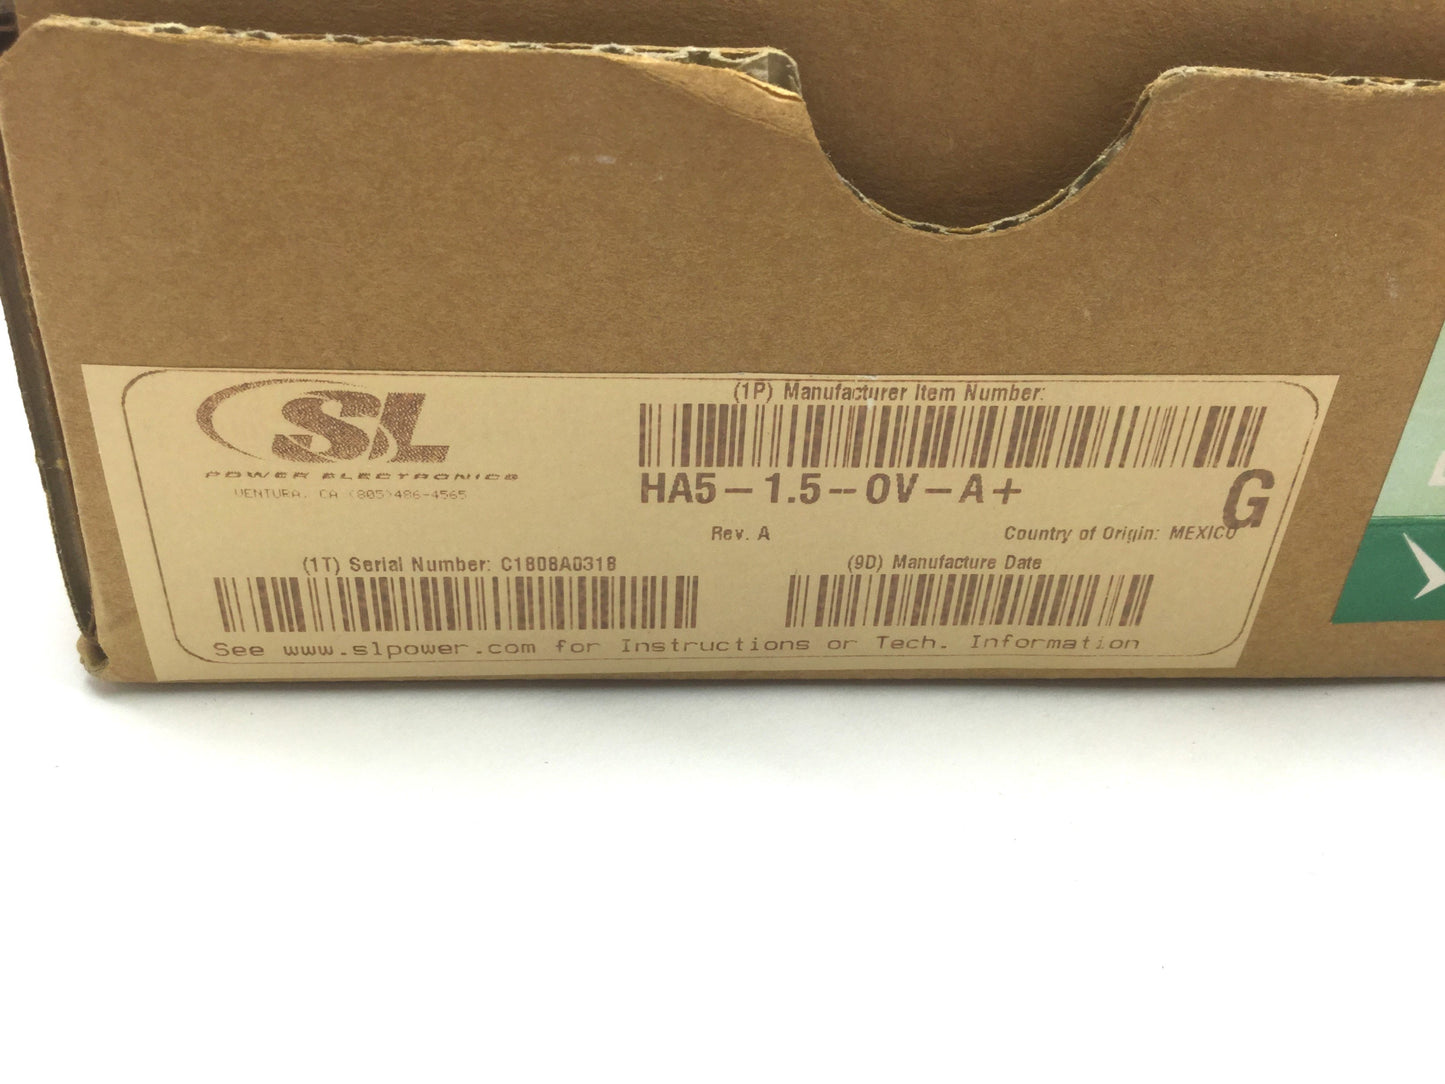 SL
POWER ELECTRONICS
VENTURA, CA (805)486-4565
(1P) Manufacturer Item Number:
HA5-1.5-OV-A+
G
Rev. A
Country of Origin: MEXICO
(1T) Serial Number: C1808A0318
(9D) Manufacture Date
See www.slpower.com for Instructions or Tech. Information